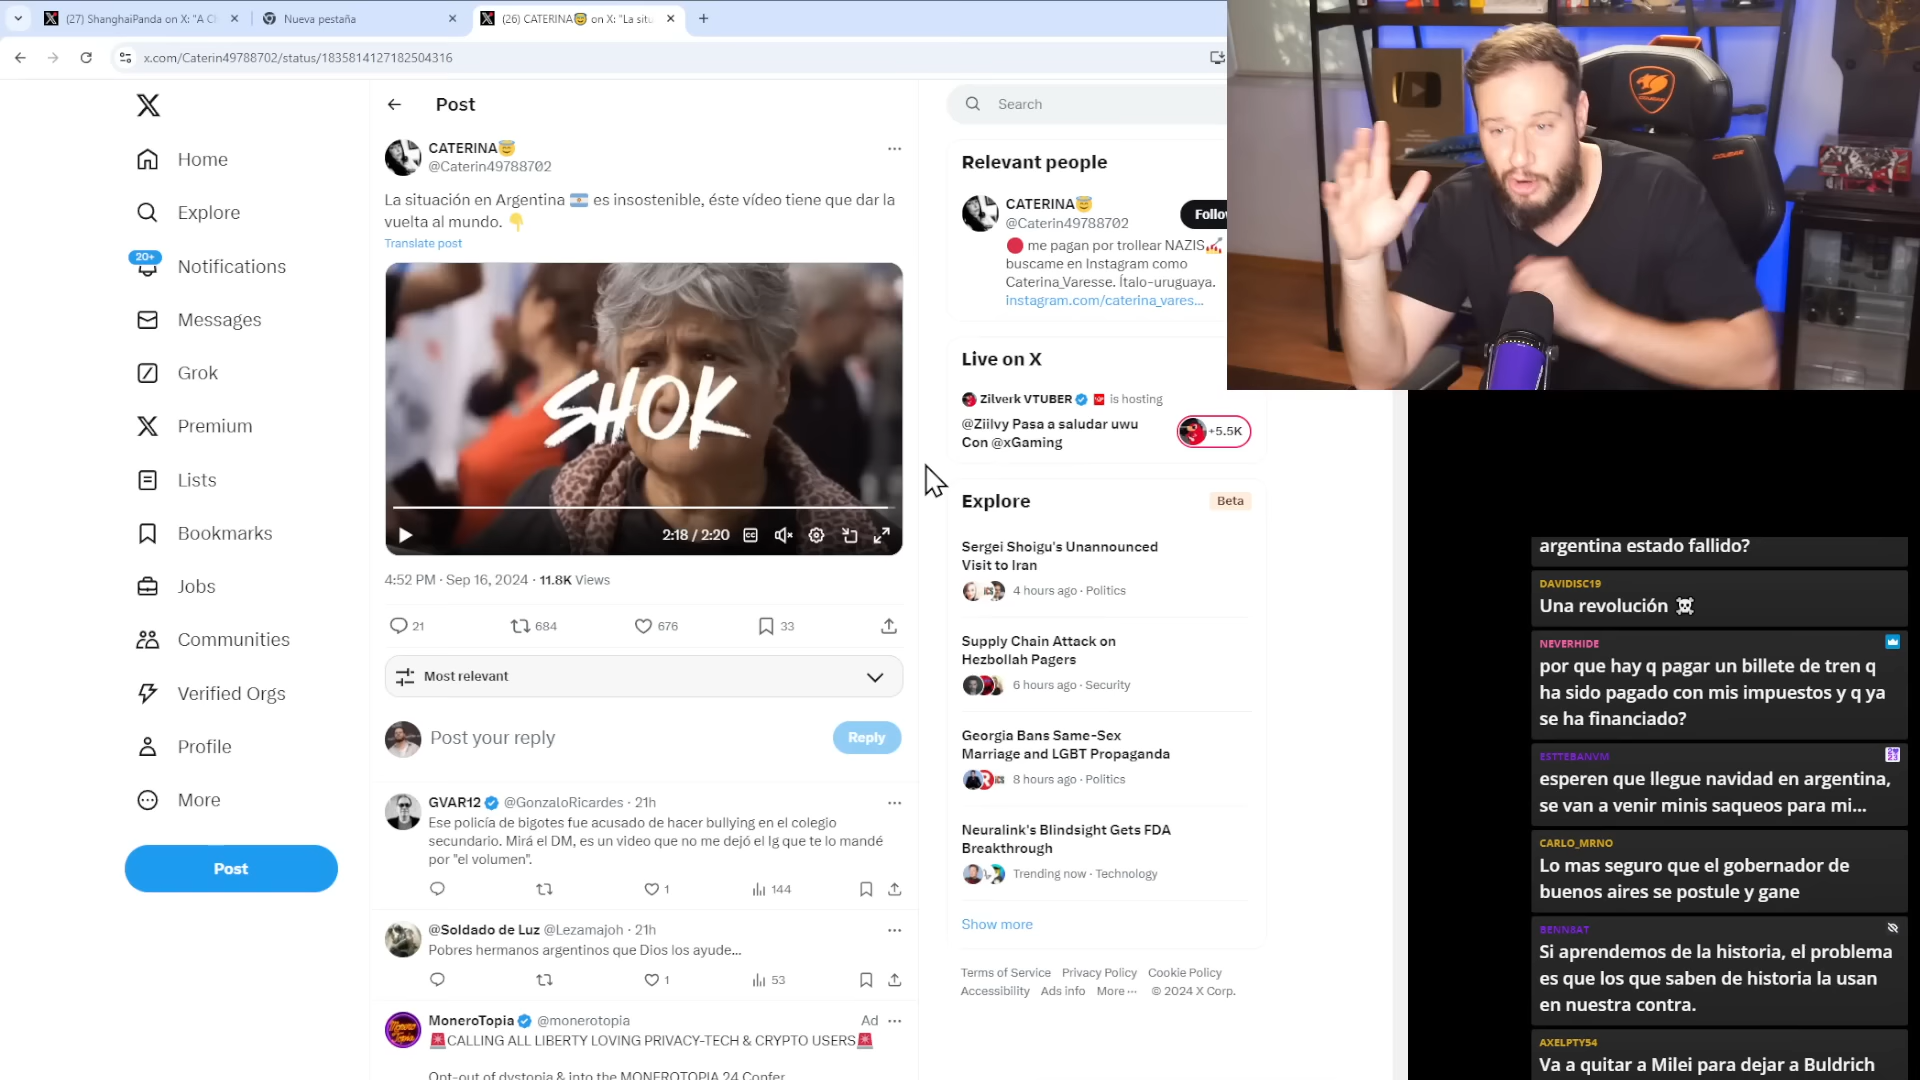 (27) ShanghaiPanda on X: "A C
Nueva pestaña
(26) CATERINA😇 on X: "La situ
x.com/Caterin49788702/status/1835814127182504316
Home
Explore
20+
Notifications
Messages
Grok
Premium
Lists
Bookmarks
Jobs
Communities
Verified Orgs
Profile
More
Post
Post
CATERINA😇
@Caterin49788702
La situación en Argentina 🇦🇷 es insostenible, éste vídeo tiene que dar la
vuelta al mundo. 👇
Translate post
SHOK
2:18 / 2:20
4:52 PM · Sep 16, 2024 · 11.8K Views
21
684
676
33
Most relevant
Post your reply
Reply
GVAR12 @GonzaloRicardes · 21h
Ese policía de bigotes fue acusado de hacer bullying en el colegio
secundario. Mirá el DM, es un video que no me dejó el Ig que te lo mandé
por "el volumen".
1
144
@Soldado de Luz @Lezamajoh · 21h
Pobres hermanos argentinos que Dios los ayude...
1
53
MoneroTopia @monerotopia
Ad
🚨CALLING ALL LIBERTY LOVING PRIVACY-TECH & CRYPTO USERS🚨
Opt-out of dystopia & into the MONEROTOPIA 24 Confer
Search
Relevant people
CATERINA😇
@Caterin49788702
Follow
🔴 me pagan por trollear NAZIS
buscame en Instagram como
Caterina_Varesse. Ítalo-uruguaya.
instagram.com/caterina_vares...
Live on X
Zilverk VTUBER is hosting
@Ziilvy Pasa a saludar uwu
Con @xGaming
+5.5K
Explore
Beta
Sergei Shoigu's Unannounced
Visit to Iran
4 hours ago · Politics
Supply Chain Attack on
Hezbollah Pagers
6 hours ago · Security
Georgia Bans Same-Sex
Marriage and LGBT Propaganda
8 hours ago · Politics
Neuralink's Blindsight Gets FDA
Breakthrough
Trending now · Technology
Show more
Terms of Service Privacy Policy Cookie Policy
Accessibility Ads info More ··· © 2024 X Corp.
COUGAR
argentina estado fallido?
DAVIDISC19
Una revolución ☠
NEVERHIDE
por que hay q pagar un billete de tren q
ha sido pagado con mis impuestos y q ya
se ha financiado?
ESTTEBANVM
esperen que llegue navidad en argentina,
se van a venir minis saqueos para mi...
CARLO_MRNO
Lo mas seguro que el gobernador de
buenos aires se postule y gane
BENN8AT
Si aprendemos de la historia, el problema
es que los que saben de historia la usan
en nuestra contra.
AXELPTY54
Va a quitar a Milei para dejar a Buldrich